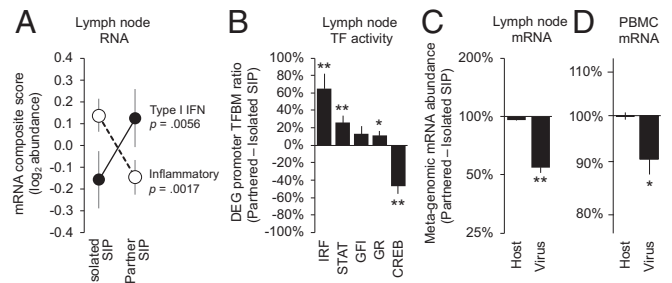 A
Lymph node
RNA
mRNA composite score
(log2 abundance)
0.4
0.3
0.2
0.1
0.0
-0.1
-0.2
-0.3
-0.4
Type I IFN
p = .0056
Inflammatory
p = .0017
solated
SIP
Partner
SIP
B
Lymph node
TF activity
DEG promoter TFBM ratio
(Partnered – Isolated SIP)
100%
80%
60%
40%
20%
0%
-20%
-40%
-60%
-80%
-100%
**
**
*
**
IRF
STAT
GFI
GR
CREB
C
Lymph node
mRNA
Meta-genomic mRNA abundance
(Partnered – Isolated SIP)
200%
100%
50%
25%
**
Host
Virus
D
PBMC
mRNA
100%
90%
80%
*
Host
Virus